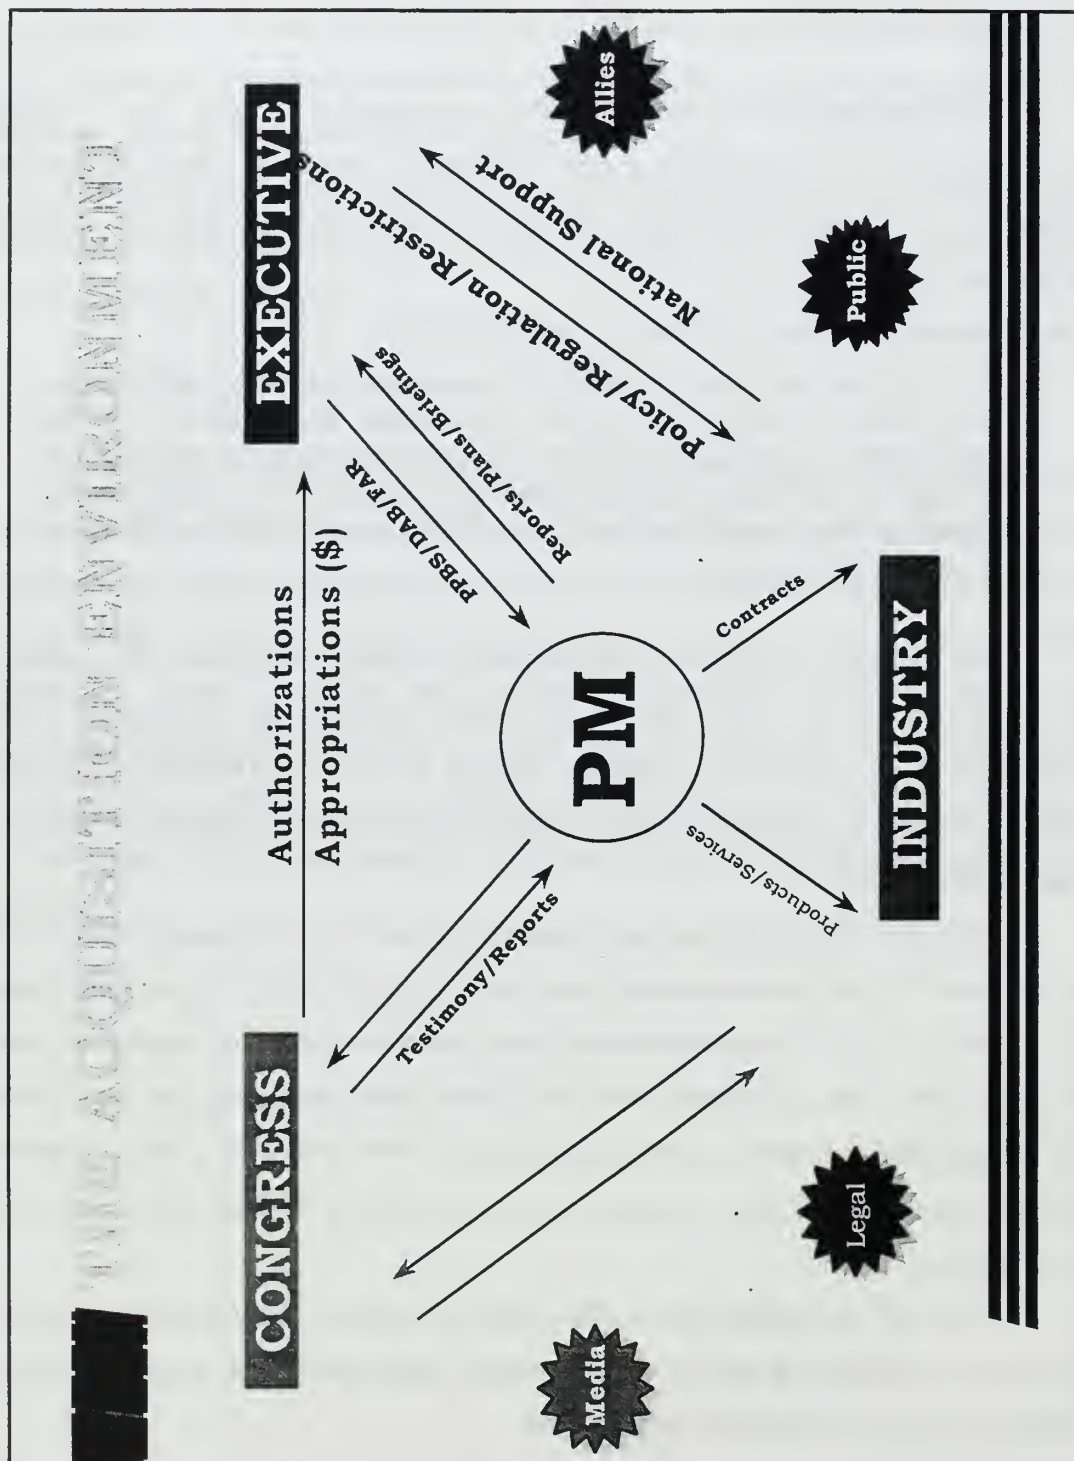 THE ACQUISITION ENVIRONMENT
CONGRESS
Authorizations
Appropriations ($)
EXECUTIVE
Testimony/Reports
PPBS/DAB/FAR
Reports/Plans/Briefings
Policy/Regulation/Restrictions
National Support
PM
Products/Services
Contracts
INDUSTRY
Media
Legal
Public
Allies